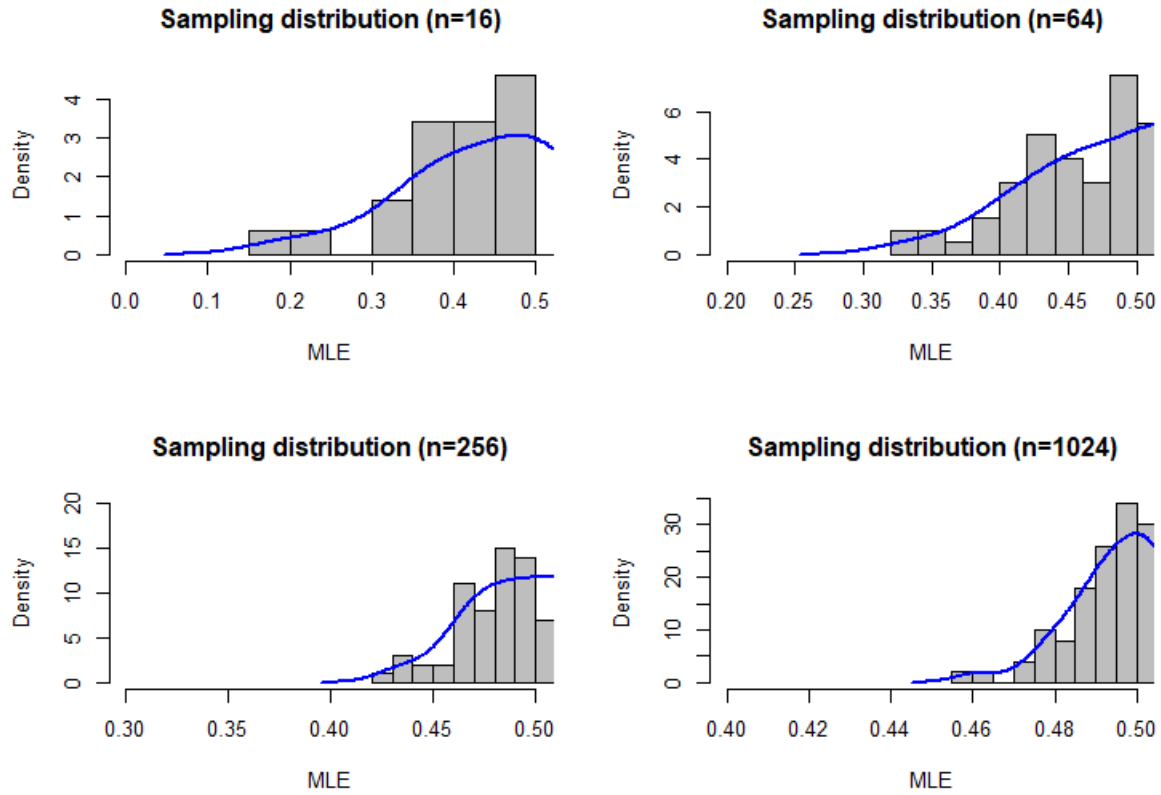 Sampling distribution (n=16)
Density
0 1 2 3 4
0.0 0.1 0.2 0.3 0.4 0.5
MLE
Sampling distribution (n=64)
Density
0 2 4 6
0.20 0.25 0.30 0.35 0.40 0.45 0.50
MLE
Sampling distribution (n=256)
Density
0 5 10 15 20
0.30 0.35 0.40 0.45 0.50
MLE
Sampling distribution (n=1024)
Density
0 10 20 30
0.40 0.42 0.44 0.46 0.48 0.50
MLE